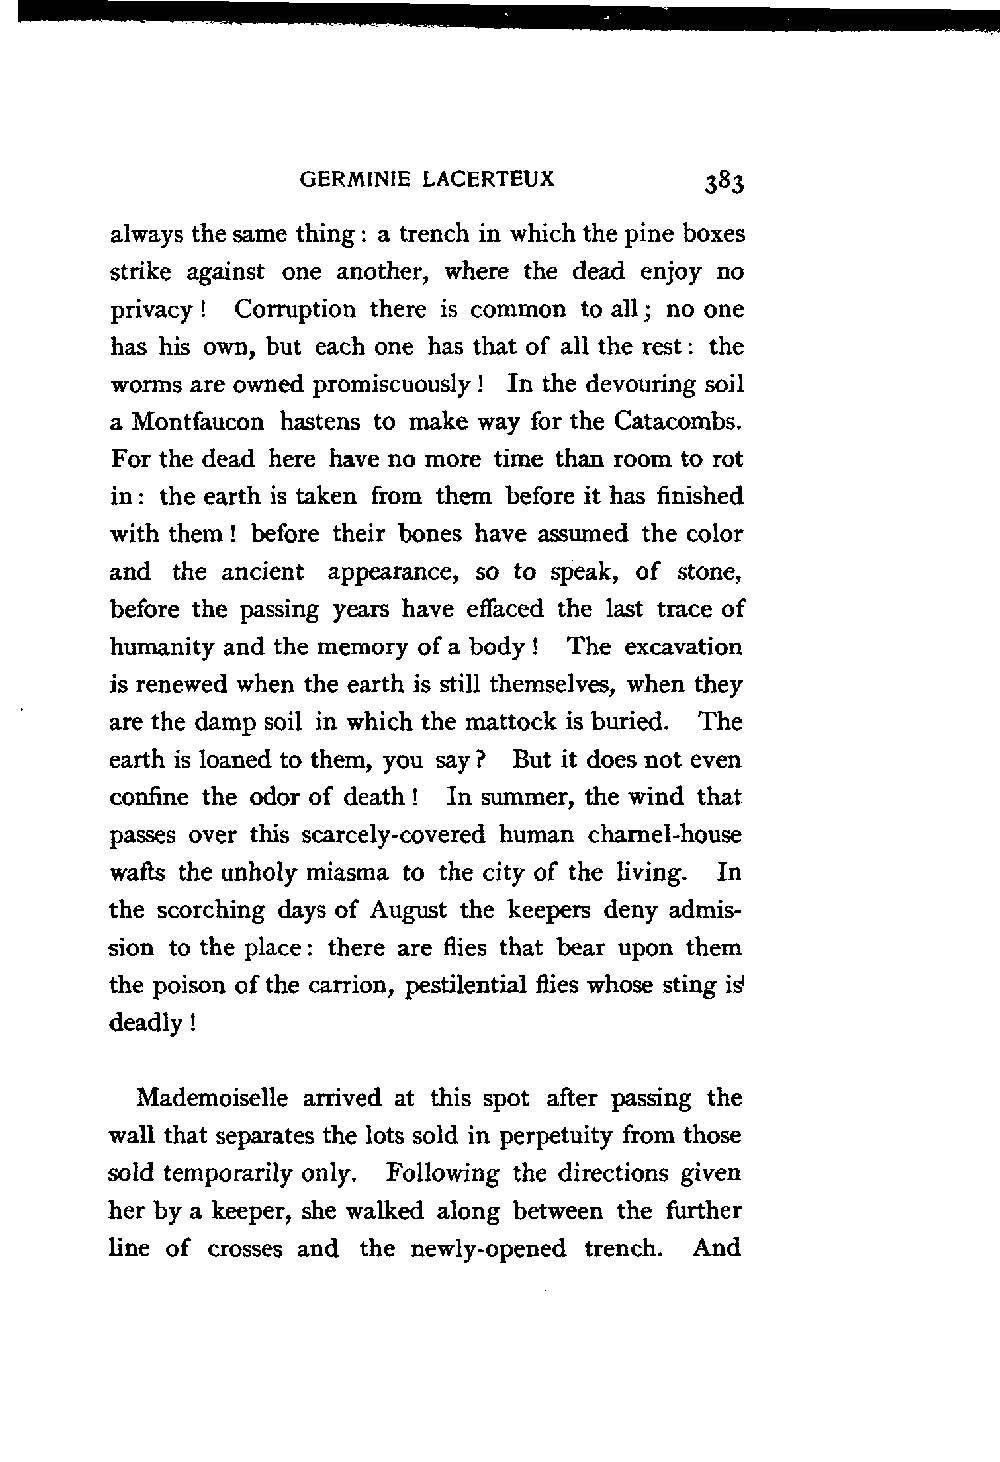 GERMINIE LACERTEUX 383
always the same thing: a trench in which the pine boxes
strike against one another, where the dead enjoy no
privacy! Corruption there is common to all; no one
has his own, but each one has that of all the rest: the
worms are owned promiscuously! In the devouring soil
a Montfaucon hastens to make way for the Catacombs.
For the dead here have no more time than room to rot
in: the earth is taken from them before it has finished
with them! before their bones have assumed the color
and the ancient appearance, so to speak, of stone,
before the passing years have effaced the last trace of
humanity and the memory of a body! The excavation
is renewed when the earth is still themselves, when they
are the damp soil in which the mattock is buried. The
earth is loaned to them, you say? But it does not even
confine the odor of death! In summer, the wind that
passes over this scarcely-covered human charnel-house
wafts the unholy miasma to the city of the living. In
the scorching days of August the keepers deny admis-
sion to the place: there are flies that bear upon them
the poison of the carrion, pestilential flies whose sting is
deadly!
Mademoiselle arrived at this spot after passing the
wall that separates the lots sold in perpetuity from those
sold temporarily only. Following the directions given
her by a keeper, she walked along between the further
line of crosses and the newly-opened trench. And